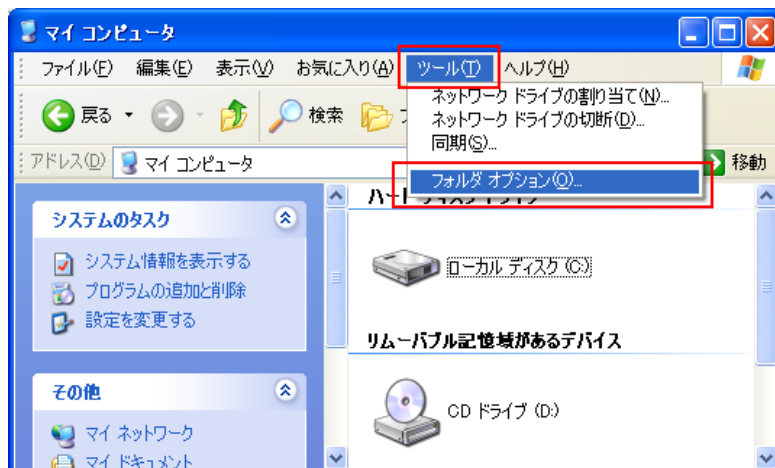 マイ コンピュータ
ファイル(F) 編集(E) 表示(V) お気に入り(A) ツール(T) ヘルプ(H)
ネットワーク ドライブの割り当て(N)...
ネットワーク ドライブの切断(D)...
同期(S)...
フォルダ オプション(O)...
戻る 検索
アドレス(D) マイ コンピュータ 移動
システムのタスク
システム情報を表示する
プログラムの追加と削除
設定を変更する
その他
マイ ネットワーク
マイ ドキュメント
ローカル ディスク (C:)
リムーバブル記憶域があるデバイス
CD ドライブ (D:)